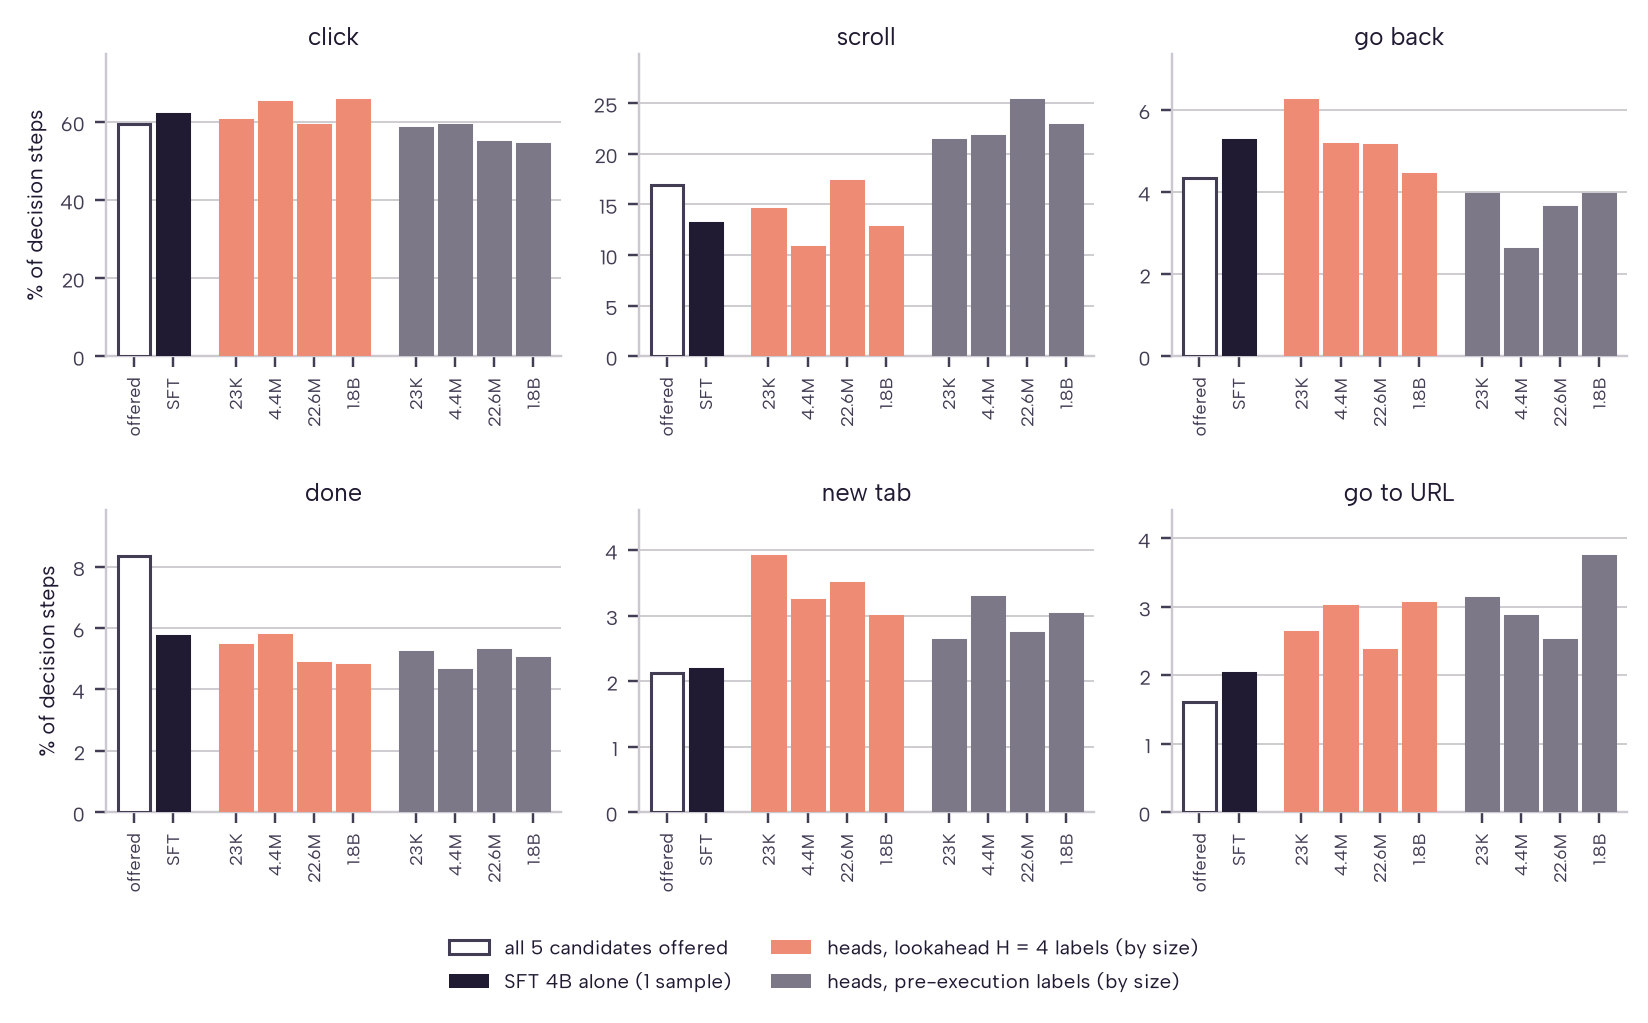 click
scroll
go back
% of decision steps
60
40
20
0
25
20
15
10
5
0
6
4
2
0
offered
SFT
23K
4.4M
22.6M
1.8B
23K
4.4M
22.6M
1.8B
offered
SFT
23K
4.4M
22.6M
1.8B
23K
4.4M
22.6M
1.8B
offered
SFT
23K
4.4M
22.6M
1.8B
23K
4.4M
22.6M
1.8B
done
new tab
go to URL
% of decision steps
8
6
4
2
0
4
3
2
1
0
4
3
2
1
0
offered
SFT
23K
4.4M
22.6M
1.8B
23K
4.4M
22.6M
1.8B
offered
SFT
23K
4.4M
22.6M
1.8B
23K
4.4M
22.6M
1.8B
offered
SFT
23K
4.4M
22.6M
1.8B
23K
4.4M
22.6M
1.8B
all 5 candidates offered
SFT 4B alone (1 sample)
heads, lookahead H = 4 labels (by size)
heads, pre-execution labels (by size)